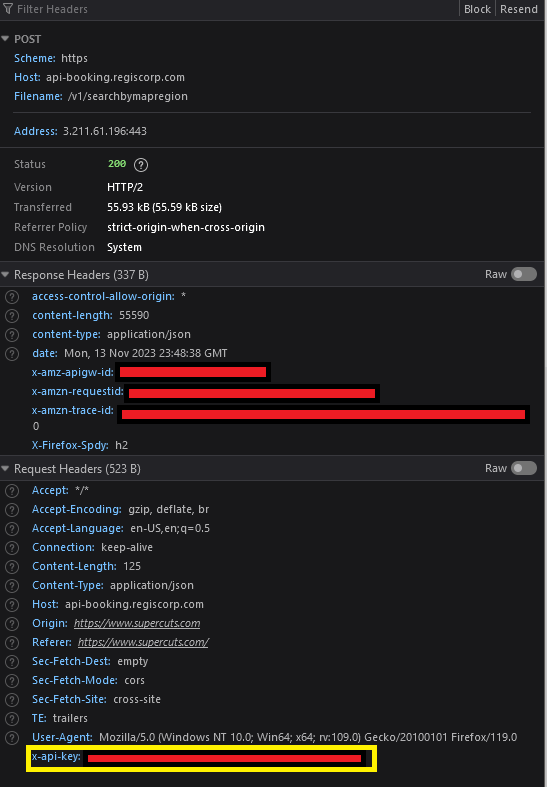 Filter Headers
Block
Resend
POST
Scheme: https
Host: api-booking.regiscorp.com
Filename: /v1/searchbymapregion
Address: 3.211.61.196:443
Status 200 ?
Version HTTP/2
Transferred 55.93 kB (55.59 kB size)
Referrer Policy strict-origin-when-cross-origin
DNS Resolution System
Response Headers (337 B) Raw
? access-control-allow-origin: *
? content-length: 55590
? content-type: application/json
? date: Mon, 13 Nov 2023 23:48:38 GMT
x-amz-apigw-id:
x-amzn-requestid:
x-amzn-trace-id:
0
X-Firefox-Spdy: h2
Request Headers (523 B) Raw
? Accept: */*
? Accept-Encoding: gzip, deflate, br
? Accept-Language: en-US,en;q=0.5
? Connection: keep-alive
? Content-Length: 125
? Content-Type: application/json
? Host: api-booking.regiscorp.com
? Origin: https://www.supercuts.com
? Referer: https://www.supercuts.com/
? Sec-Fetch-Dest: empty
? Sec-Fetch-Mode: cors
? Sec-Fetch-Site: cross-site
? TE: trailers
? User-Agent: Mozilla/5.0 (Windows NT 10.0; Win64; x64; rv:109.0) Gecko/20100101 Firefox/119.0
x-api-key: